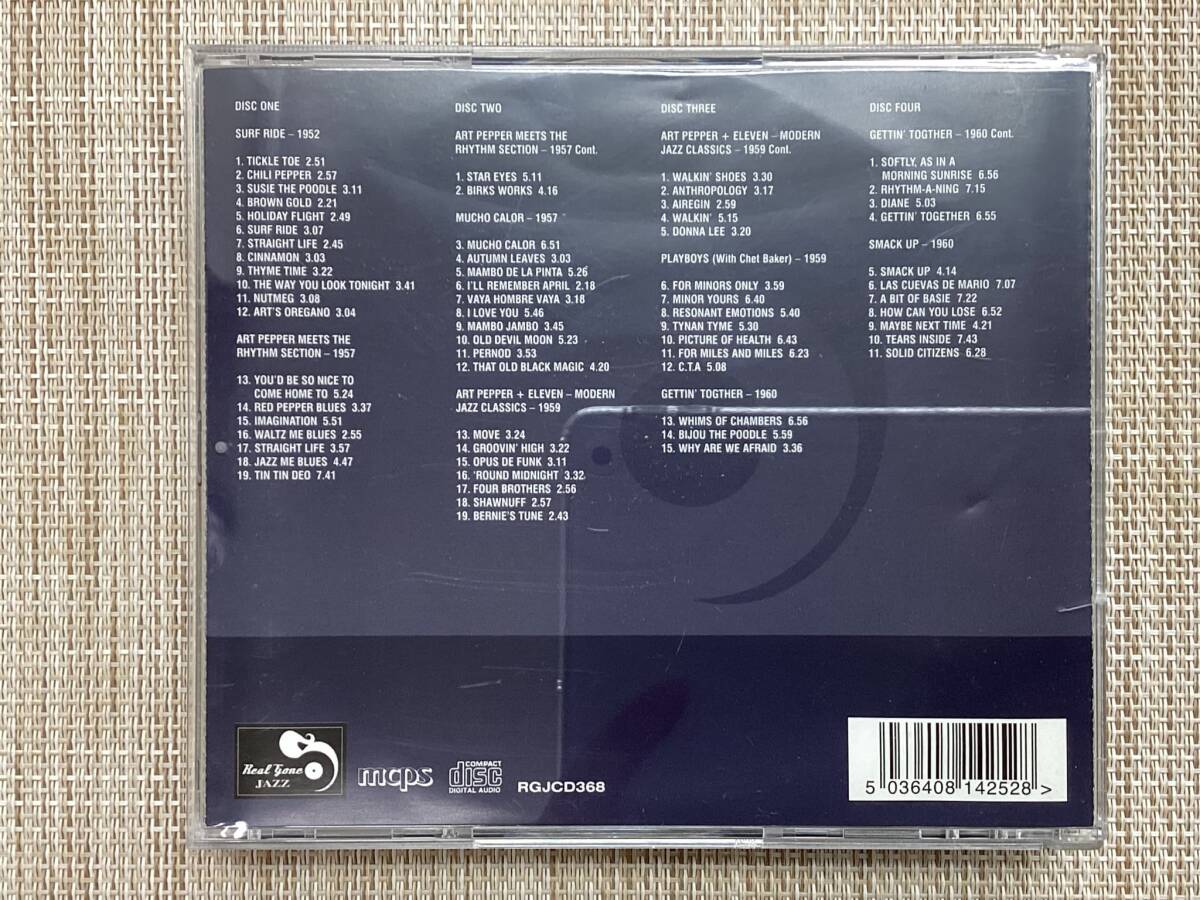 DISC ONE
SURF RIDE – 1952
1. TICKLE TOE 2.51
2. CHILI PEPPER 2.57
3. SUSIE THE POODLE 3.11
4. BROWN GOLD 2.21
5. HOLIDAY FLIGHT 2.49
6. SURF RIDE 3.07
7. STRAIGHT LIFE 2.45
8. CINNAMON 3.03
9. THYME TIME 3.22
10. THE WAY YOU LOOK TONIGHT 3.41
11. NUTMEG 3.08
12. ART'S OREGANO 3.04
ART PEPPER MEETS THE
RHYTHM SECTION – 1957
13. YOU'D BE SO NICE TO
COME HOME TO 5.24
14. RED PEPPER BLUES 3.37
15. IMAGINATION 5.51
16. WALTZ ME BLUES 2.55
17. STRAIGHT LIFE 3.57
18. JAZZ ME BLUES 4.47
19. TIN TIN DEO 7.41
DISC TWO
ART PEPPER MEETS THE
RHYTHM SECTION – 1957 Cont.
1. STAR EYES 5.11
2. BIRKS WORKS 4.16
MUCHO CALOR – 1957
3. MUCHO CALOR 6.51
4. AUTUMN LEAVES 3.03
5. MAMBO DE LA PINTA 5.26
6. I'LL REMEMBER APRIL 2.18
7. VAYA HOMBRE VAYA 3.18
8. I LOVE YOU 5.46
9. MAMBO JAMBO 3.45
10. OLD DEVIL MOON 5.23
11. PERNOD 3.53
12. THAT OLD BLACK MAGIC 4.20
ART PEPPER + ELEVEN – MODERN
JAZZ CLASSICS – 1959
13. MOVE 3.24
14. GROOVIN' HIGH 3.22
15. OPUS DE FUNK 3.11
16. 'ROUND MIDNIGHT 3.32
17. FOUR BROTHERS 2.56
18. SHAWNUFF 2.57
19. BERNIE'S TUNE 2.43
DISC THREE
ART PEPPER + ELEVEN – MODERN
JAZZ CLASSICS – 1959 Cont.
1. WALKIN' SHOES 3.30
2. ANTHROPOLOGY 3.17
3. AIREGIN 2.59
4. WALKIN' 5.15
5. DONNA LEE 3.20
PLAYBOYS (With Chet Baker) – 1959
6. FOR MINORS ONLY 3.59
7. MINOR YOURS 6.40
8. RESONANT EMOTIONS 5.40
9. TYNAN TYME 5.30
10. PICTURE OF HEALTH 6.43
11. FOR MILES AND MILES 6.23
12. C.T.A 5.08
GETTIN' TOGTHER – 1960
13. WHIMS OF CHAMBERS 6.56
14. BIJOU THE POODLE 5.59
15. WHY ARE WE AFRAID 3.36
DISC FOUR
GETTIN' TOGTHER – 1960 Cont.
1. SOFTLY, AS IN A
MORNING SUNRISE 6.56
2. RHYTHM-A-NING 7.15
3. DIANE 5.03
4. GETTIN' TOGETHER 6.55
SMACK UP – 1960
5. SMACK UP 4.14
6. LAS CUEVAS DE MARIO 7.07
7. A BIT OF BASIE 7.22
8. HOW CAN YOU LOSE 6.52
9. MAYBE NEXT TIME 4.21
10. TEARS INSIDE 7.43
11. SOLID CITIZENS 6.28
Real Gone
JAZZ
mcps
COMPACT
disc
DIGITAL AUDIO
RGJCD368
5 036408 142528 >